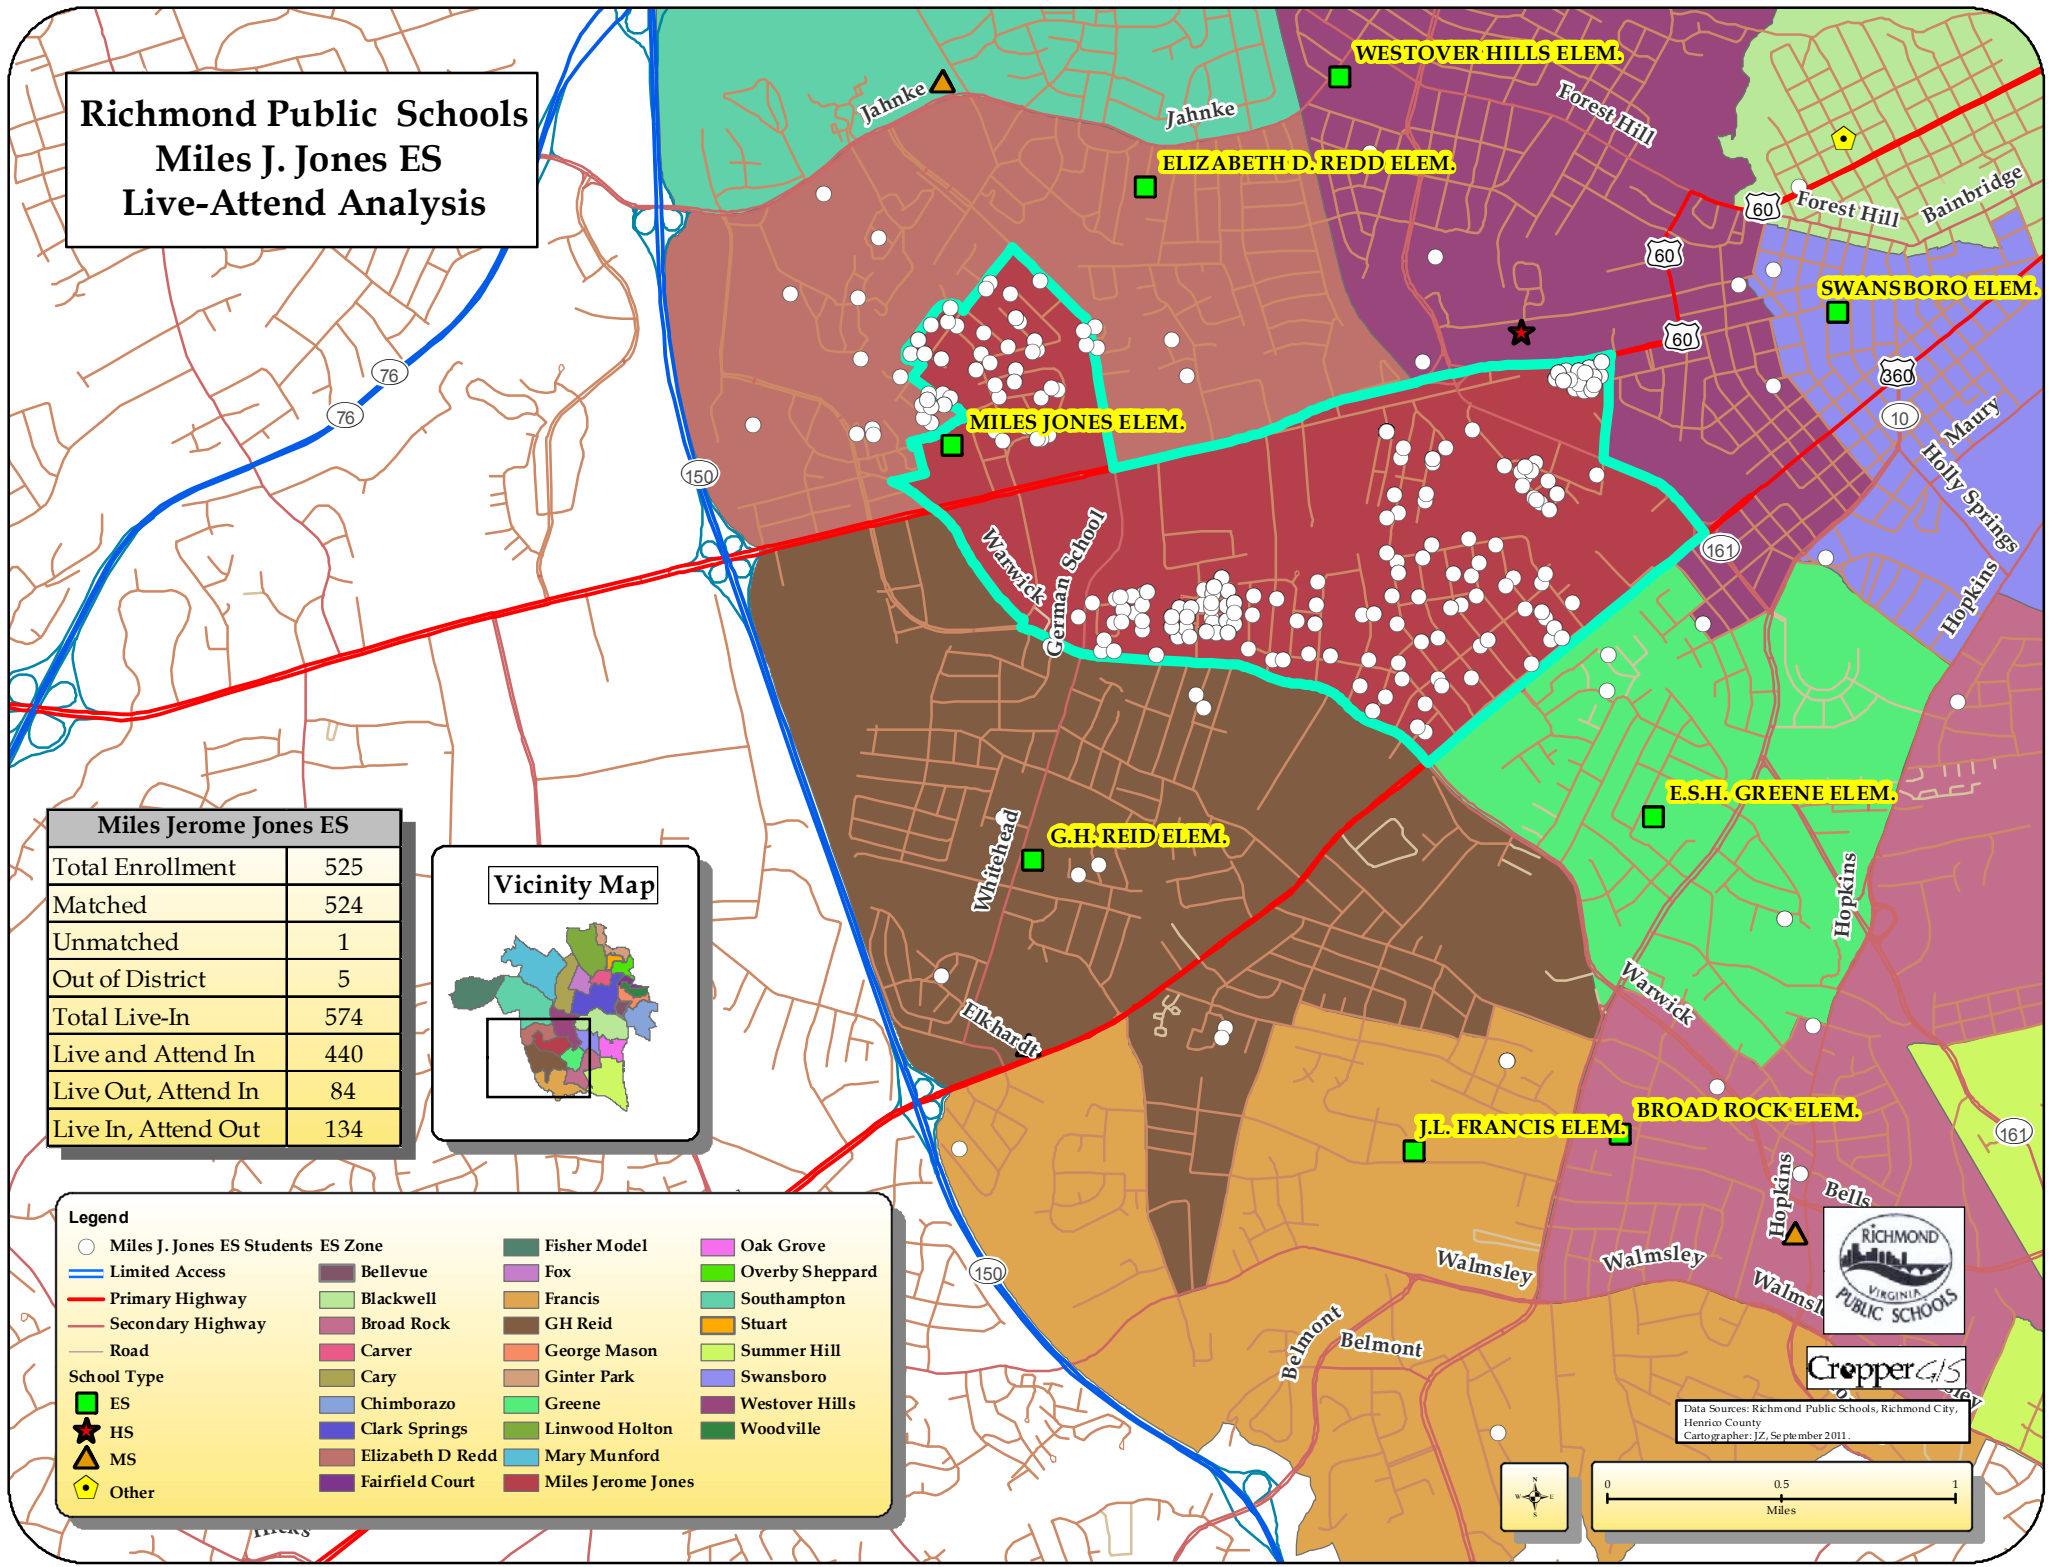 Richmond Public Schools
Miles J. Jones ES
Live-Attend Analysis
WESTOVER HILLS ELEM.
Jahnke
Jahnke
Forest Hill
ELIZABETH D. REDD ELEM.
60
Forest Hill
Bainbridge
60
SWANSBORO ELEM.
60
76
76
360
10
Maury
Holly Springs
MILES JONES ELEM.
150
Warwick
German School
161
Hopkins
E.S.H. GREENE ELEM.
Whitehead
G.H. REID ELEM.
Hopkins
Warwick
Elkhardt
BROAD ROCK ELEM.
J.L. FRANCIS ELEM.
161
Hopkins
Bells
Walmsley
Walmsley
Walmsl
150
Belmont
Belmont
Hicks
Miles Jerome Jones ES
Total Enrollment 525
Matched 524
Unmatched 1
Out of District 5
Total Live-In 574
Live and Attend In 440
Live Out, Attend In 84
Live In, Attend Out 134
Vicinity Map
Legend
Miles J. Jones ES Students
Limited Access
Primary Highway
Secondary Highway
Road
School Type
ES
HS
MS
Other
ES Zone
Bellevue
Blackwell
Broad Rock
Carver
Cary
Chimborazo
Clark Springs
Elizabeth D Redd
Fairfield Court
Fisher Model
Fox
Francis
GH Reid
George Mason
Ginter Park
Greene
Linwood Holton
Mary Munford
Miles Jerome Jones
Oak Grove
Overby Sheppard
Southampton
Stuart
Summer Hill
Swansboro
Westover Hills
Woodville
RICHMOND
VIRGINIA
PUBLIC SCHOOLS
Cropper GIS
sley
Data Sources: Richmond Public Schools, Richmond City,
Henrico County
Cartographer: JZ, September 2011.
N
W E
S
0 0.5 1
Miles